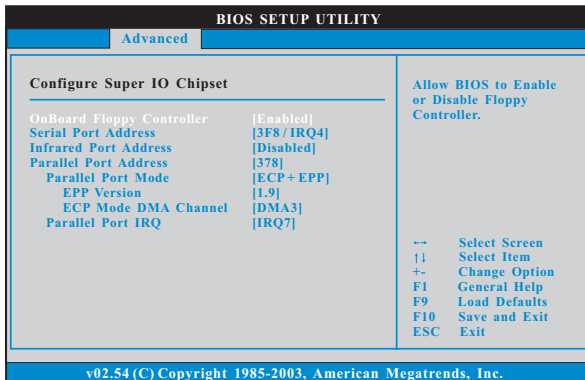 BIOS SETUP UTILITY
Advanced
Configure Super IO Chipset
OnBoard Floppy Controller [Enabled]
Serial Port Address [3F8 / IRQ4]
Infrared Port Address [Disabled]
Parallel Port Address [378]
Parallel Port Mode [ECP + EPP]
EPP Version [1.9]
ECP Mode DMA Channel [DMA3]
Parallel Port IRQ [IRQ7]
Allow BIOS to Enable
or Disable Floppy
Controller.
←→ Select Screen
↑↓ Select Item
+- Change Option
F1 General Help
F9 Load Defaults
F10 Save and Exit
ESC Exit
v02.54 (C) Copyright 1985-2003, American Megatrends, Inc.